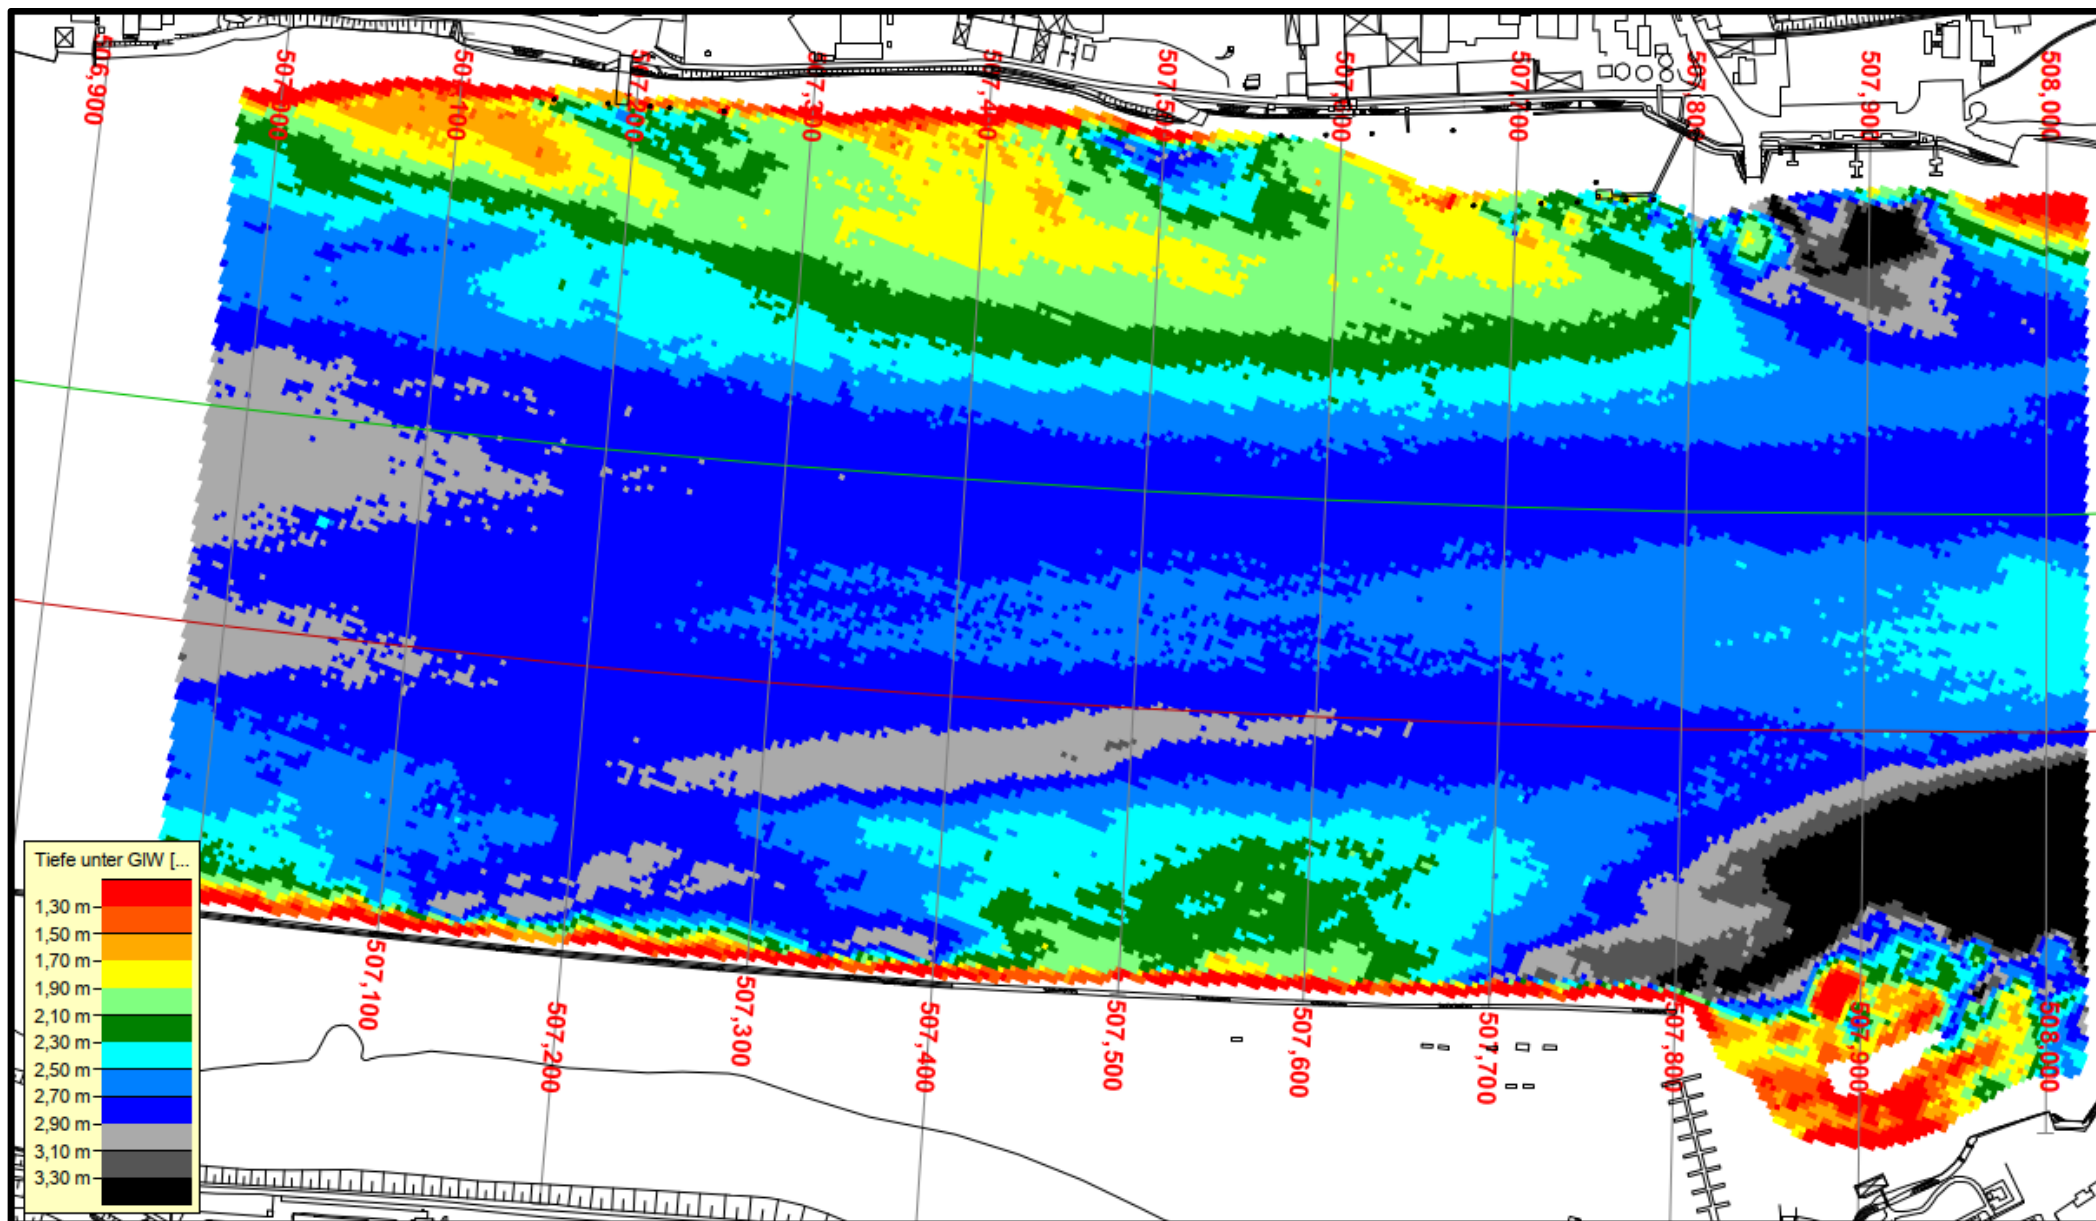 506,900
507,000
507,100
507,200
507,300
507,400
507,500
507,600
507,700
507,800
507,900
508,000
Tiefe unter GlW [...
1,30 m
1,50 m
1,70 m
1,90 m
2,10 m
2,30 m
2,50 m
2,70 m
2,90 m
3,10 m
3,30 m
507,100
507,200
507,300
507,400
507,500
507,600
507,700
507,800
507,900
508,000